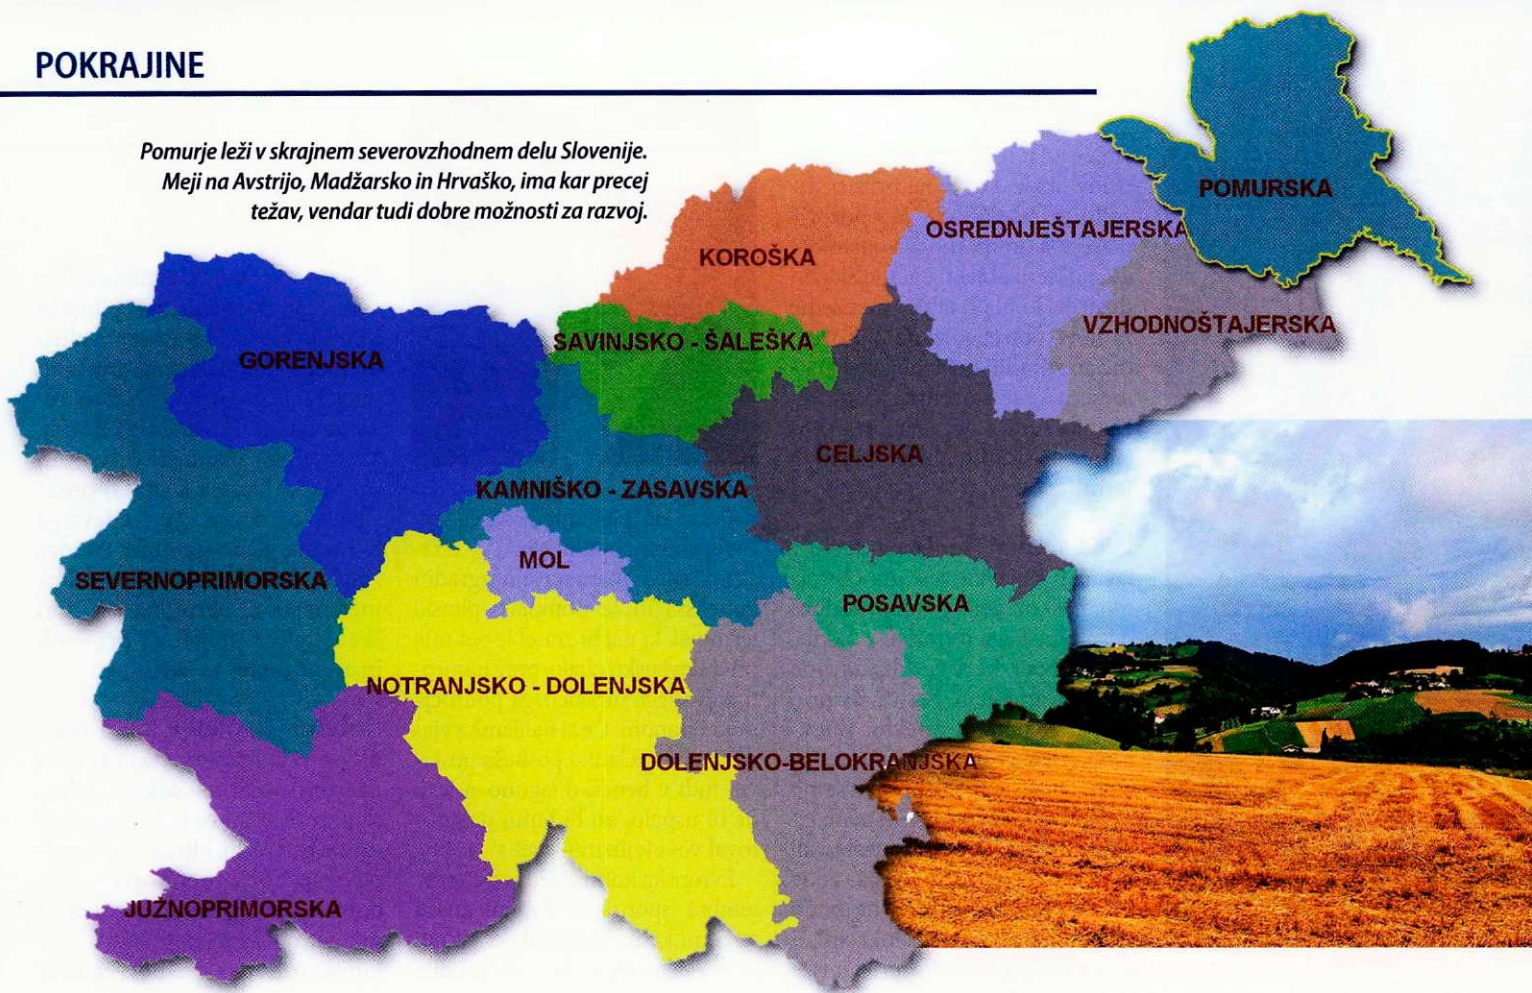 POKRAJINE
Pomurje leži v skrajnem severovzhodnem delu Slovenije.
Meji na Avstrijo, Madžarsko in Hrvaško, ima kar precej
težav, vendar tudi dobre možnosti za razvoj.
POMURSKA
OSREDNJEŠTAJERSKA
KOROŠKA
VZHODNOŠTAJERSKA
SAVINJSKO - ŠALEŠKA
GORENJSKA
CELJSKA
KAMNIŠKO - ZASAVSKA
MOL
SEVERNOPRIMORSKA
POSAVSKA
NOTRANJSKO - DOLENJSKA
DOLENJSKO-BELOKRANJSKA
JUŽNOPRIMORSKA